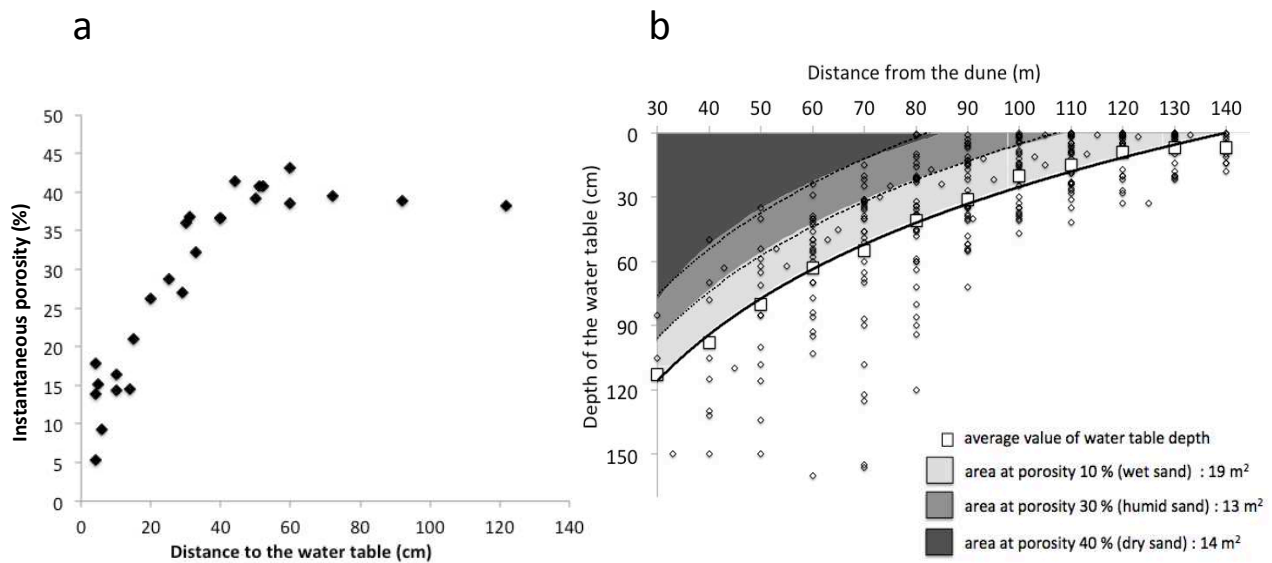 a
Instantaneous porosity (%)
50
45
40
35
30
25
20
15
10
5
0
0 20 40 60 80 100 120 140
Distance to the water table (cm)
b
Distance from the dune (m)
30 40 50 60 70 80 90 100 110 120 130 140
Depth of the water table (cm)
0
30
60
90
120
150
average value of water table depth
area at porosity 10 % (wet sand) : 19 m²
area at porosity 30 % (humid sand) : 13 m²
area at porosity 40 % (dry sand) : 14 m²